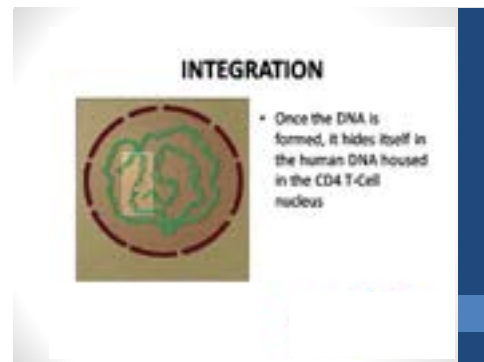 INTEGRATION
• Once the DNA is
formed, it hides itself in
the human DNA housed
in the CD4 T-Cell
nucleus